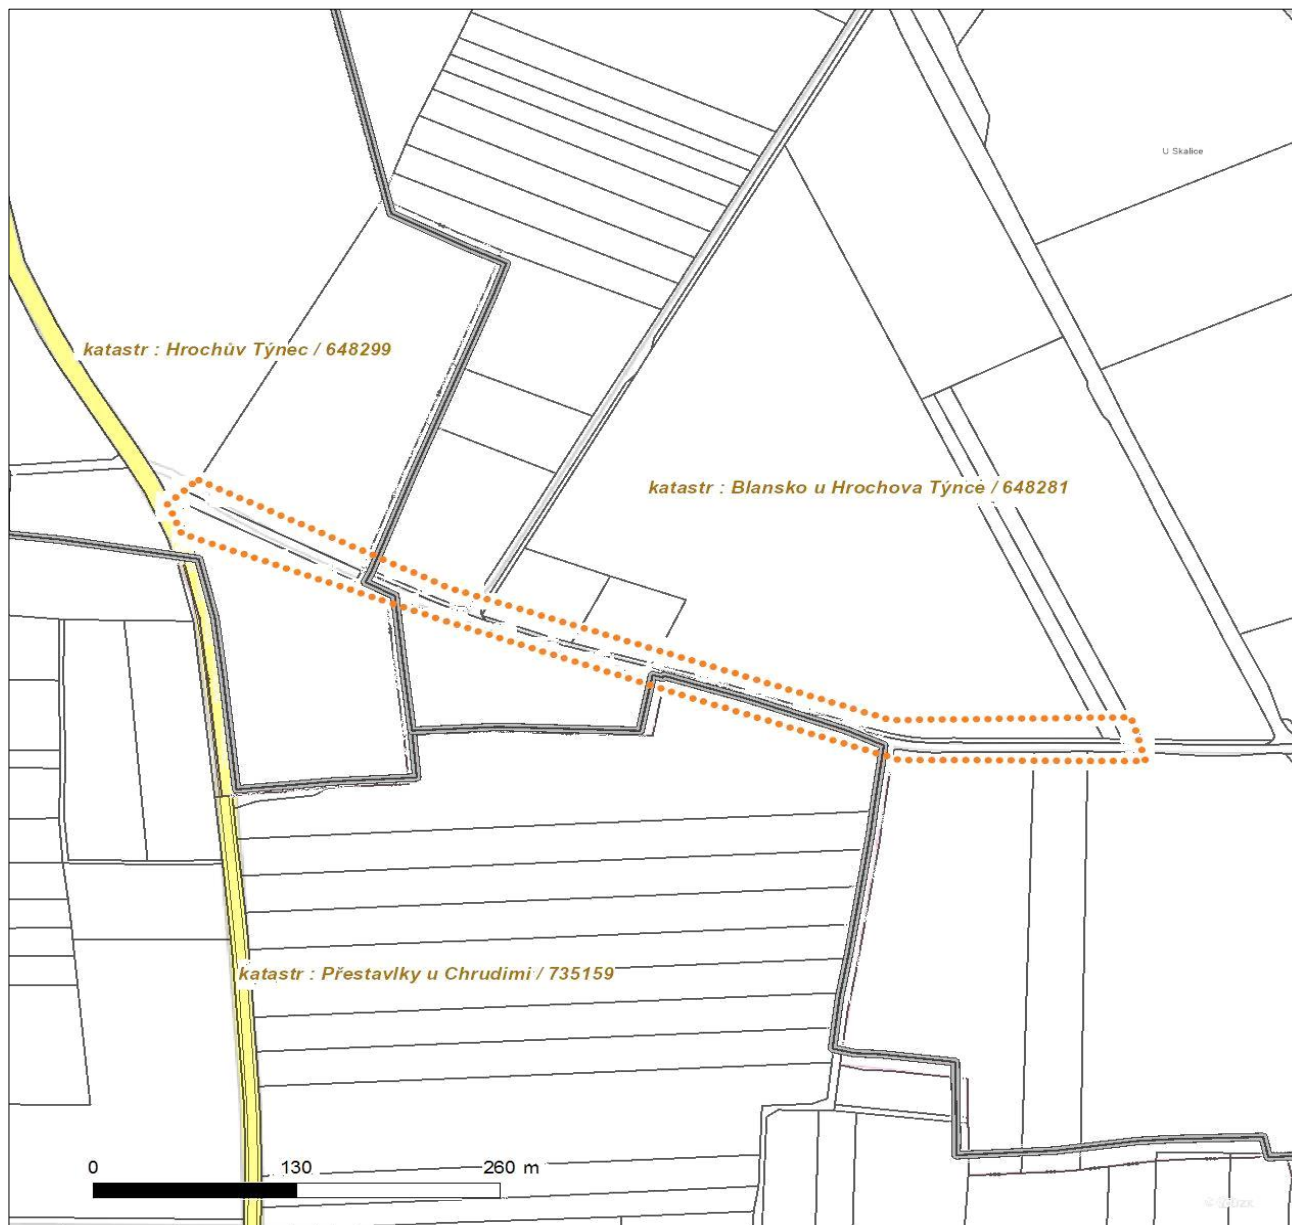 U Skalice
katastr : Hrochův Týnec / 648299
katastr : Blansko u Hrochova Týnce / 648281
katastr : Přestavlky u Chrudimi / 735159
0 130 260 m